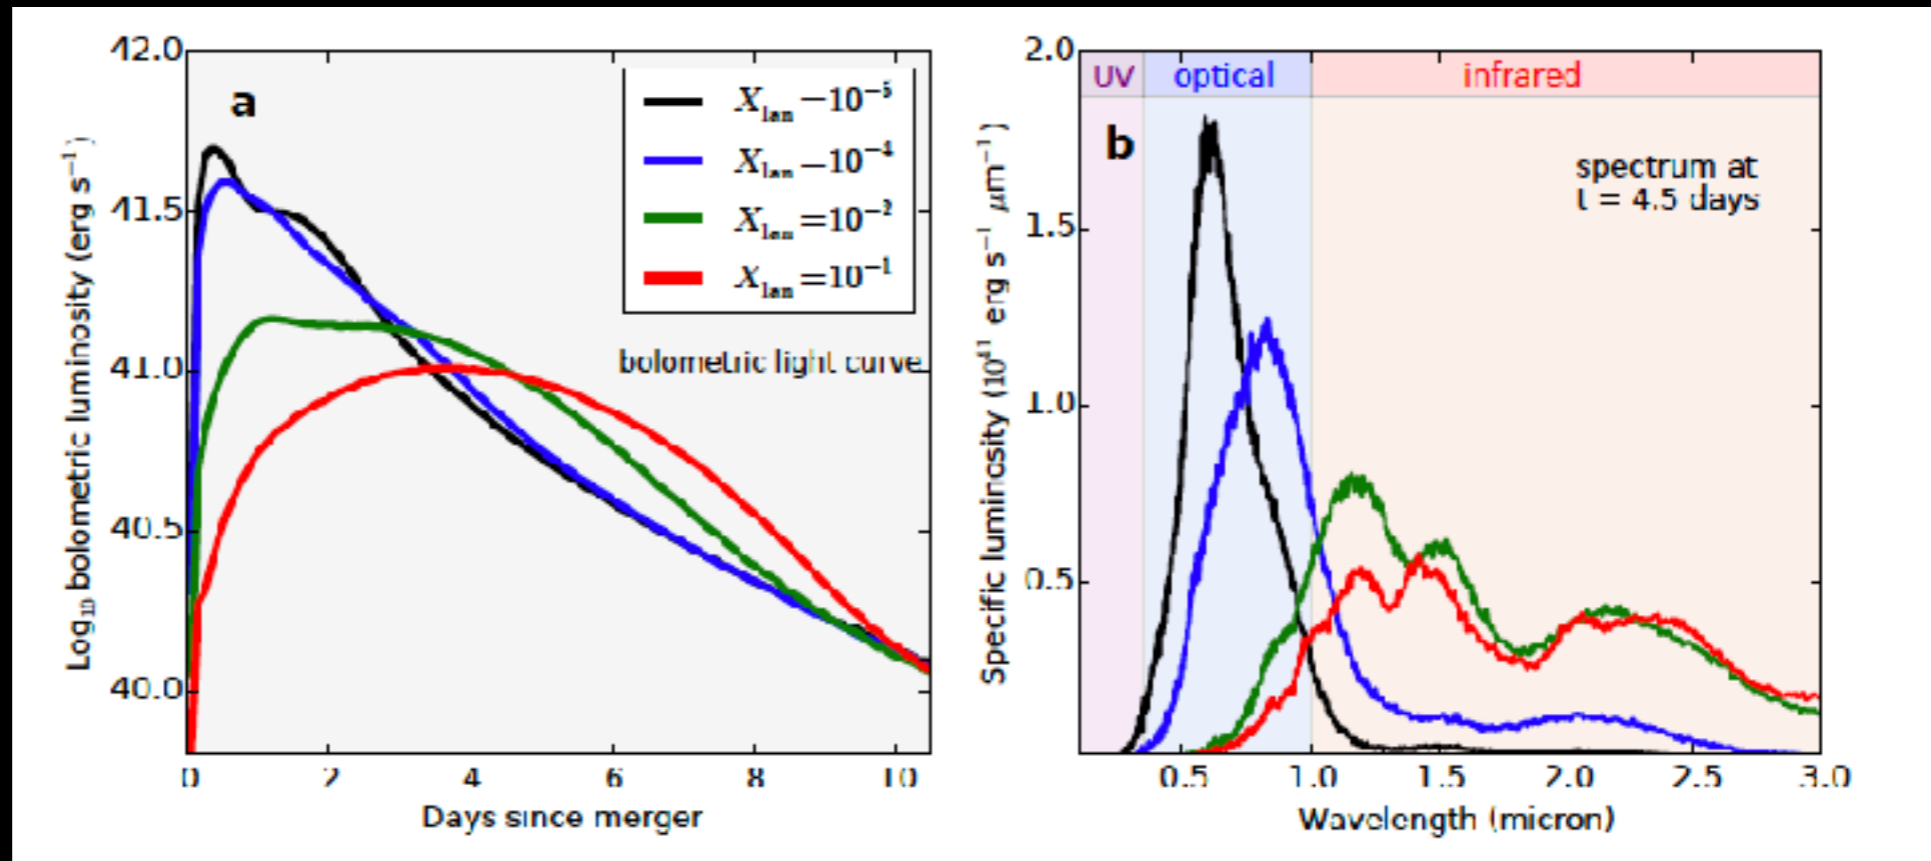 a
X_lan=10^-5
X_lan=10^-4
X_lan=10^-2
X_lan=10^-1
bolometric light curve
42.0
41.5
41.0
40.5
40.0
0 2 4 6 8 10
Days since merger
Log₁₀ bolometric luminosity (erg s⁻¹)
UV optical infrared
b
spectrum at
t = 4.5 days
2.0
1.5
1.0
0.5
0.5 1.0 1.5 2.0 2.5 3.0
Wavelength (micron)
Specific luminosity (10⁴¹ erg s⁻¹ μm⁻¹)